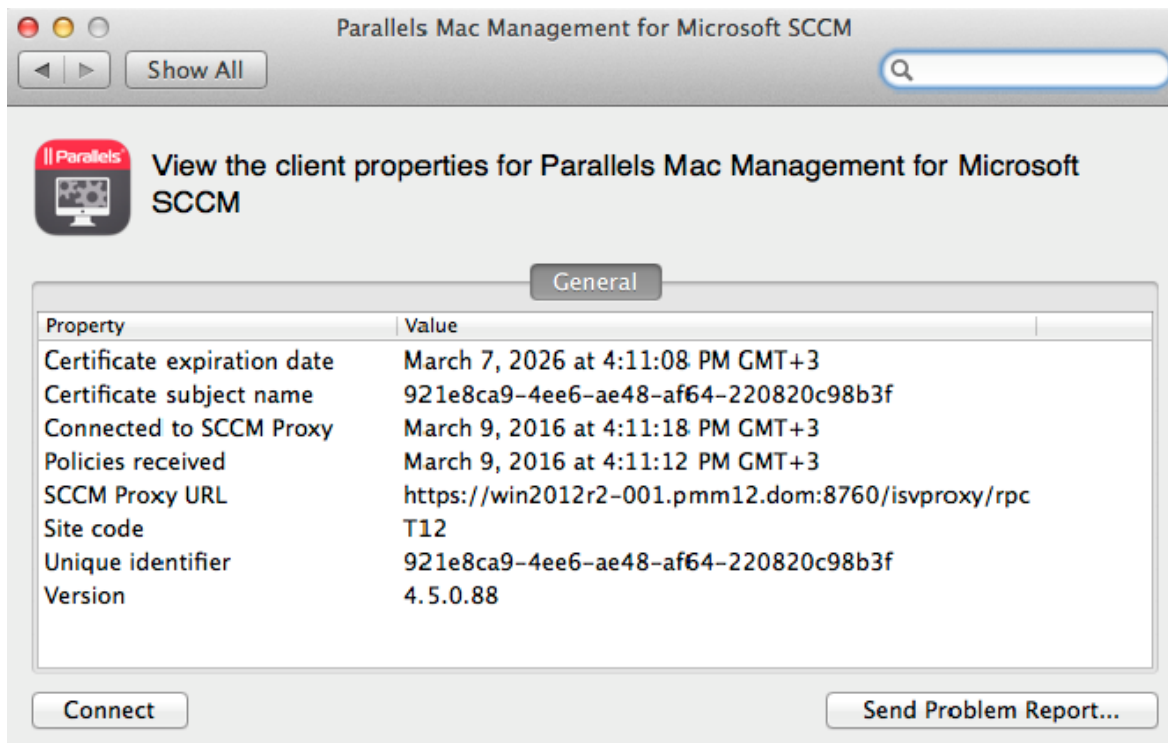 Parallels Mac Management for Microsoft SCCM
Show All
|| Parallels
View the client properties for Parallels Mac Management for Microsoft
SCCM
General
Property Value
Certificate expiration date March 7, 2026 at 4:11:08 PM GMT+3
Certificate subject name 921e8ca9-4ee6-ae48-af64-220820c98b3f
Connected to SCCM Proxy March 9, 2016 at 4:11:18 PM GMT+3
Policies received March 9, 2016 at 4:11:12 PM GMT+3
SCCM Proxy URL https://win2012r2-001.pmm12.dom:8760/isvproxy/rpc
Site code T12
Unique identifier 921e8ca9-4ee6-ae48-af64-220820c98b3f
Version 4.5.0.88
Connect Send Problem Report...